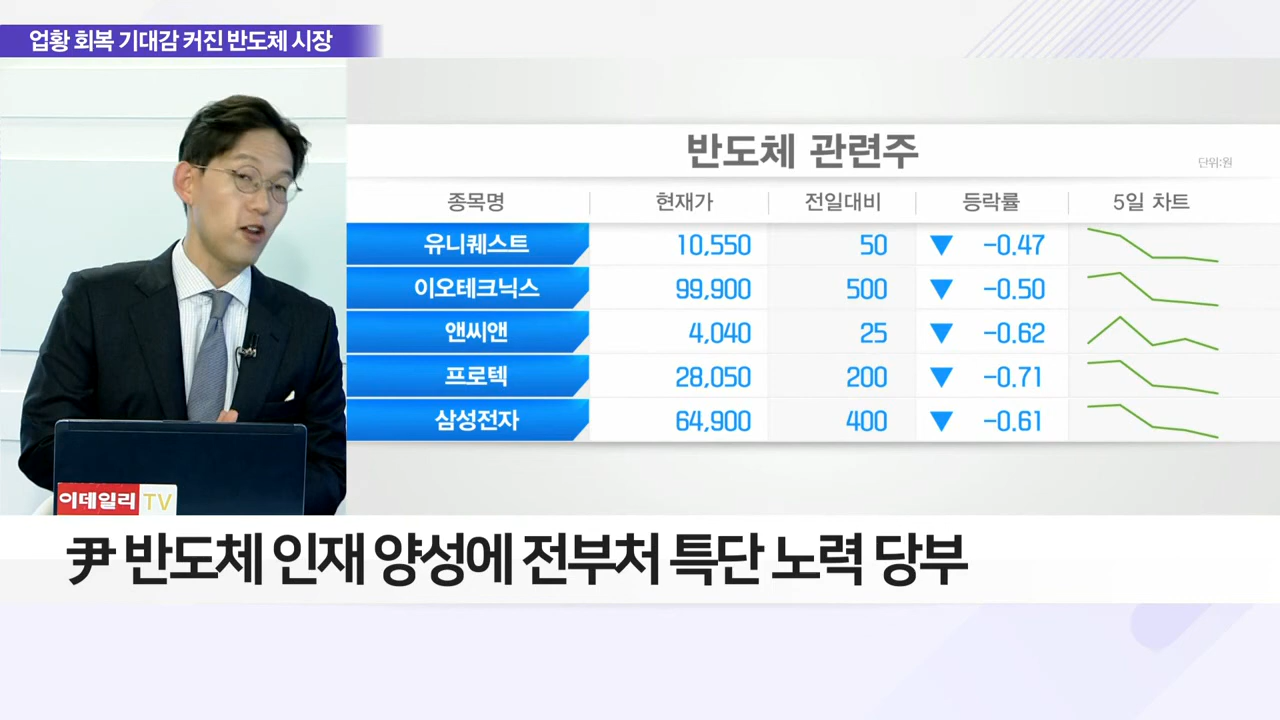 업황 회복 기대감 커진 반도체 시장
반도체 관련주
단위:원
종목명 현재가 전일대비 등락률 5일 차트
유니퀘스트 10,550 50 ▼ -0.47
이오테크닉스 99,900 500 ▼ -0.50
앤씨앤 4,040 25 ▼ -0.62
프로텍 28,050 200 ▼ -0.71
삼성전자 64,900 400 ▼ -0.61
이데일리 TV
尹 반도체 인재 양성에 전부처 특단 노력 당부